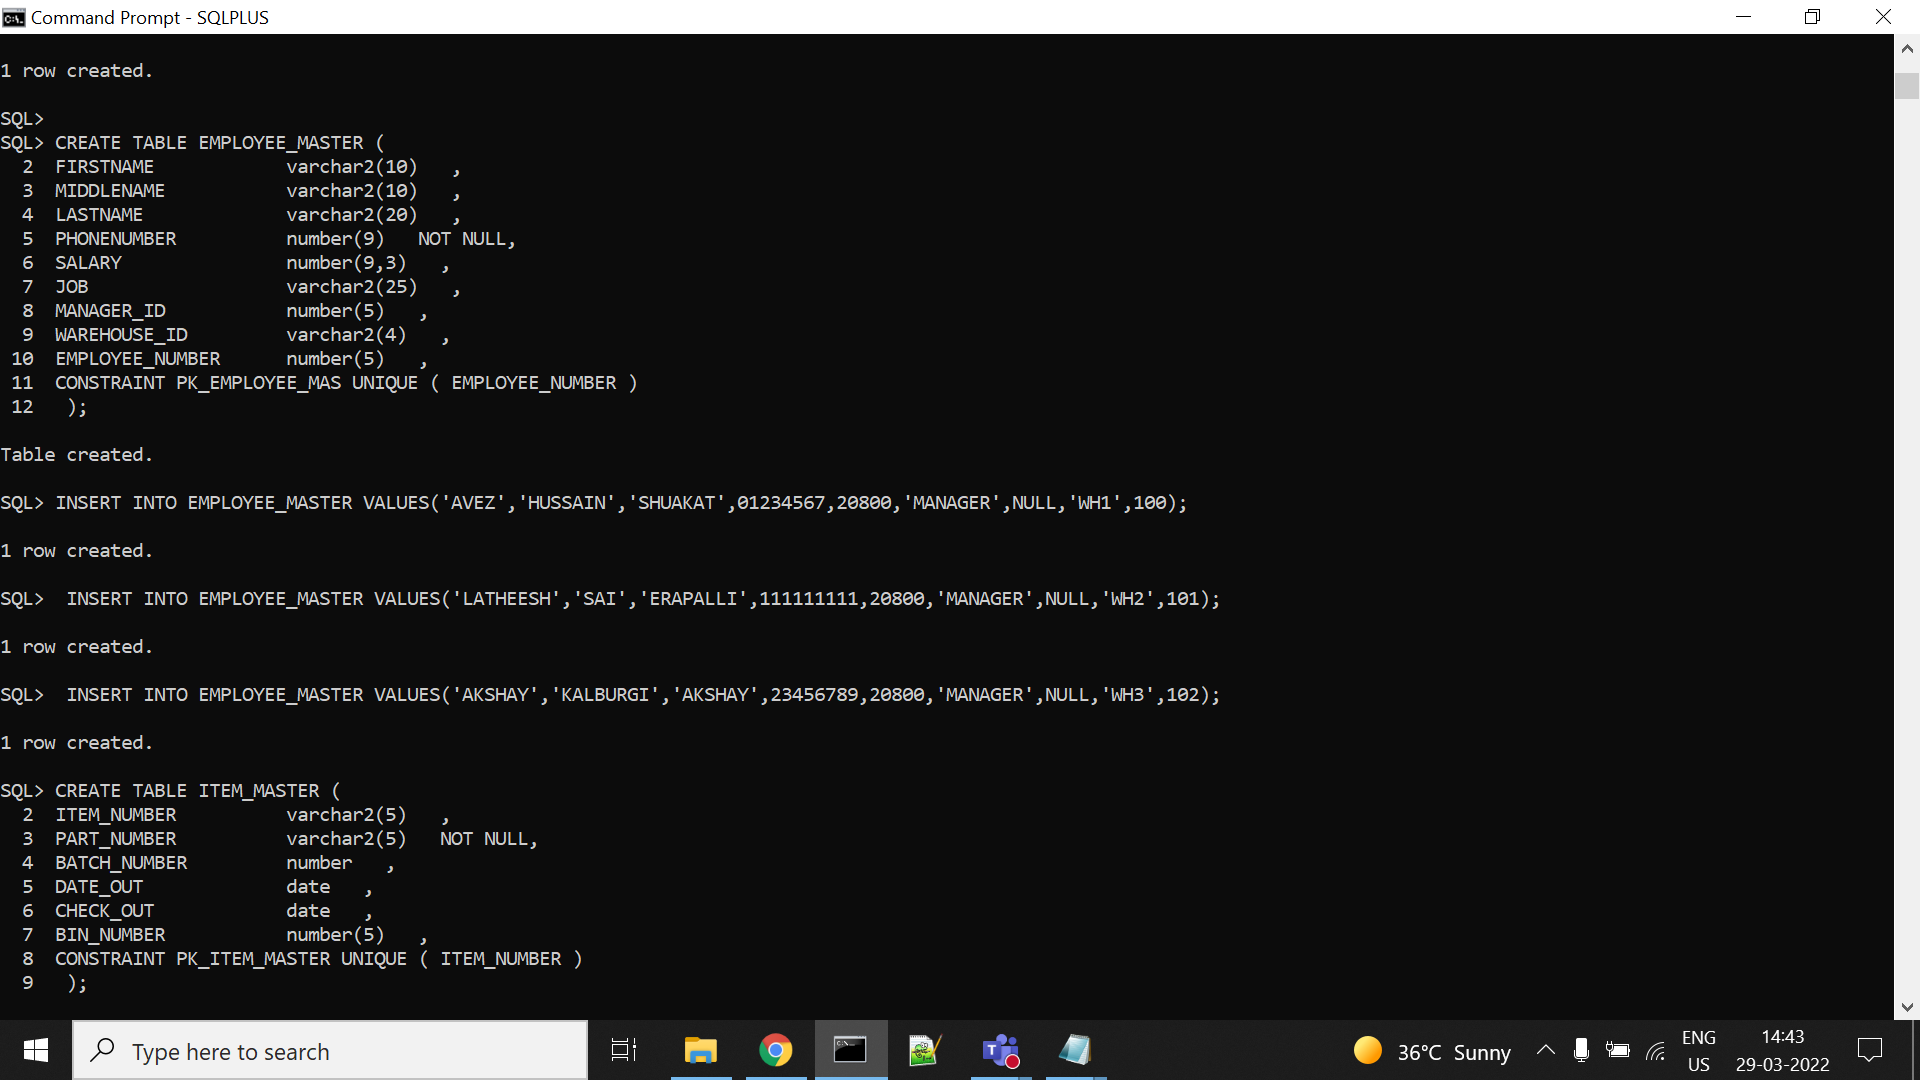 Command Prompt - SQLPLUS
1 row created.
SQL>
SQL> CREATE TABLE EMPLOYEE_MASTER (
  2  FIRSTNAME            varchar2(10)   ,
  3  MIDDLENAME           varchar2(10)   ,
  4  LASTNAME             varchar2(20)   ,
  5  PHONENUMBER          number(9)   NOT NULL,
  6  SALARY               number(9,3)   ,
  7  JOB                  varchar2(25)   ,
  8  MANAGER_ID           number(5)   ,
  9  WAREHOUSE_ID         varchar2(4)   ,
 10  EMPLOYEE_NUMBER      number(5)   ,
 11  CONSTRAINT PK_EMPLOYEE_MAS UNIQUE ( EMPLOYEE_NUMBER )
 12   );
Table created.
SQL> INSERT INTO EMPLOYEE_MASTER VALUES('AVEZ','HUSSAIN','SHUAKAT',01234567,20800,'MANAGER',NULL,'WH1',100);
1 row created.
SQL>  INSERT INTO EMPLOYEE_MASTER VALUES('LATHEESH','SAI','ERAPALLI',111111111,20800,'MANAGER',NULL,'WH2',101);
1 row created.
SQL>  INSERT INTO EMPLOYEE_MASTER VALUES('AKSHAY','KALBURGI','AKSHAY',23456789,20800,'MANAGER',NULL,'WH3',102);
1 row created.
SQL> CREATE TABLE ITEM_MASTER (
  2  ITEM_NUMBER          varchar2(5)   ,
  3  PART_NUMBER          varchar2(5)   NOT NULL,
  4  BATCH_NUMBER         number   ,
  5  DATE_OUT             date   ,
  6  CHECK_OUT            date   ,
  7  BIN_NUMBER           number(5)   ,
  8  CONSTRAINT PK_ITEM_MASTER UNIQUE ( ITEM_NUMBER )
  9   );
Type here to search
36°C Sunny
ENG
US
14:43
29-03-2022